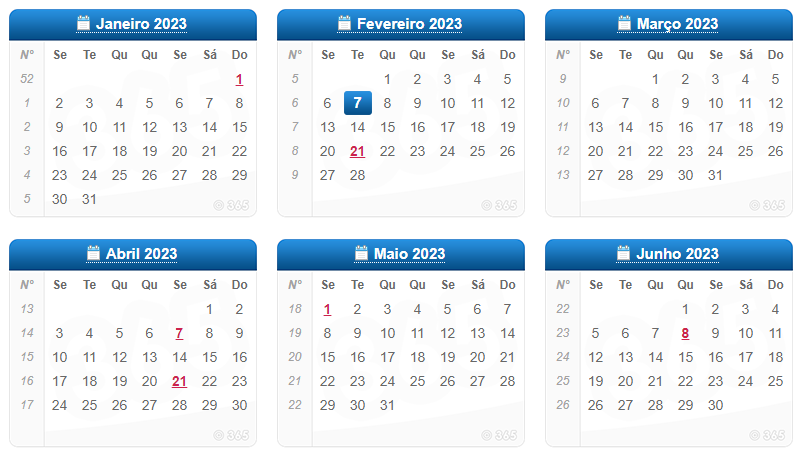 Janeiro 2023
Nº Se Te Qu Qu Se Sá Do
52 1
1 2 3 4 5 6 7 8
2 9 10 11 12 13 14 15
3 16 17 18 19 20 21 22
4 23 24 25 26 27 28 29
5 30 31
© 365
Fevereiro 2023
Nº Se Te Qu Qu Se Sá Do
5 1 2 3 4 5
6 6 7 8 9 10 11 12
7 13 14 15 16 17 18 19
8 20 21 22 23 24 25 26
9 27 28
© 365
Março 2023
Nº Se Te Qu Qu Se Sá Do
9 1 2 3 4 5
10 6 7 8 9 10 11 12
11 13 14 15 16 17 18 19
12 20 21 22 23 24 25 26
13 27 28 29 30 31
© 365
Abril 2023
Nº Se Te Qu Qu Se Sá Do
13 1 2
14 3 4 5 6 7 8 9
15 10 11 12 13 14 15 16
16 17 18 19 20 21 22 23
17 24 25 26 27 28 29 30
© 365
Maio 2023
Nº Se Te Qu Qu Se Sá Do
18 1 2 3 4 5 6 7
19 8 9 10 11 12 13 14
20 15 16 17 18 19 20 21
21 22 23 24 25 26 27 28
22 29 30 31
© 365
Junho 2023
Nº Se Te Qu Qu Se Sá Do
22 1 2 3 4
23 5 6 7 8 9 10 11
24 12 13 14 15 16 17 18
25 19 20 21 22 23 24 25
26 26 27 28 29 30
© 365